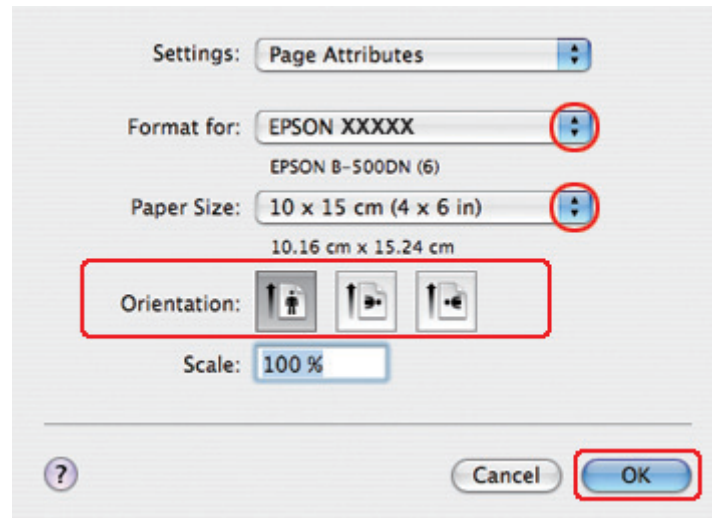 Settings: Page Attributes
Format for: EPSON XXXXX
EPSON B-500DN (6)
Paper Size: 10 x 15 cm (4 x 6 in)
10.16 cm x 15.24 cm
Orientation:
Scale: 100 %
? Cancel OK